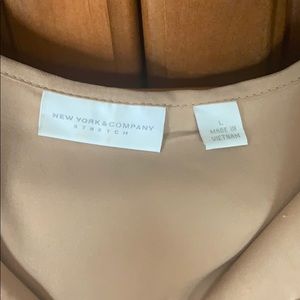 NEW YORK & COMPANY
STRETCH
L
MADE IN
VIETNAM